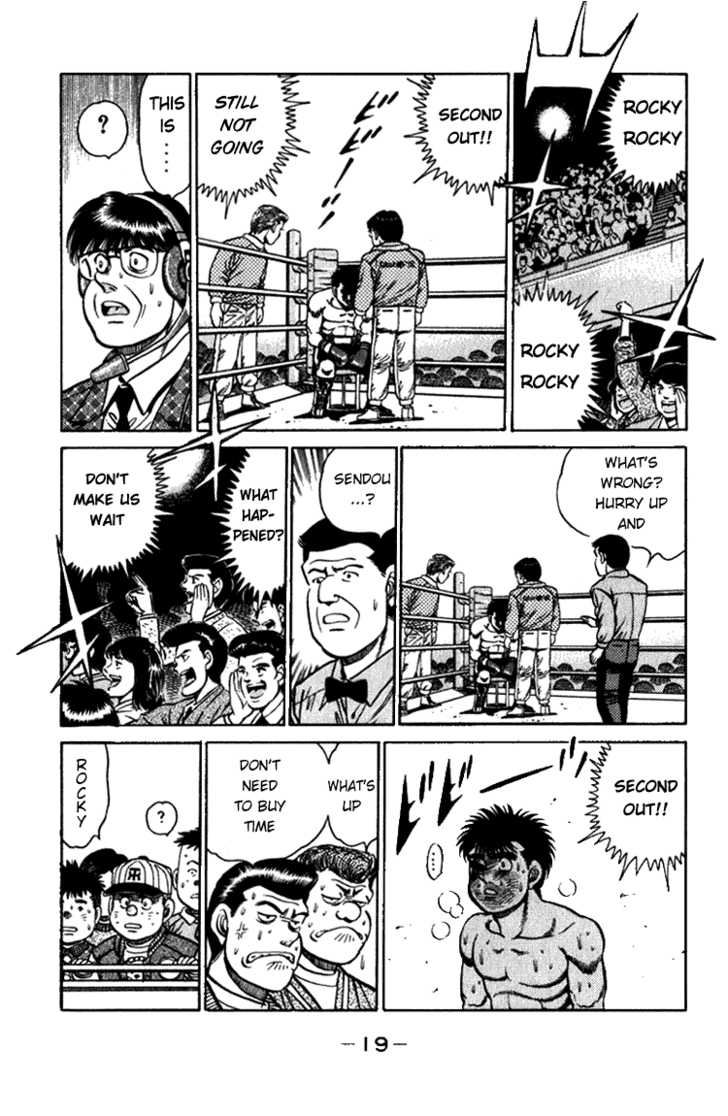 ROCKY
ROCKY
ROCKY
ROCKY
SECOND
OUT!!
STILL
NOT
GOING
THIS
IS
....
?
WHAT'S
WRONG?
HURRY UP
AND
SENDOU
...?
WHAT
HAP-
PENED?
DON'T
MAKE US
WAIT
SECOND
OUT!!
....
WHAT'S
UP
DON'T
NEED
TO BUY
TIME
?
ROCKY
-19-